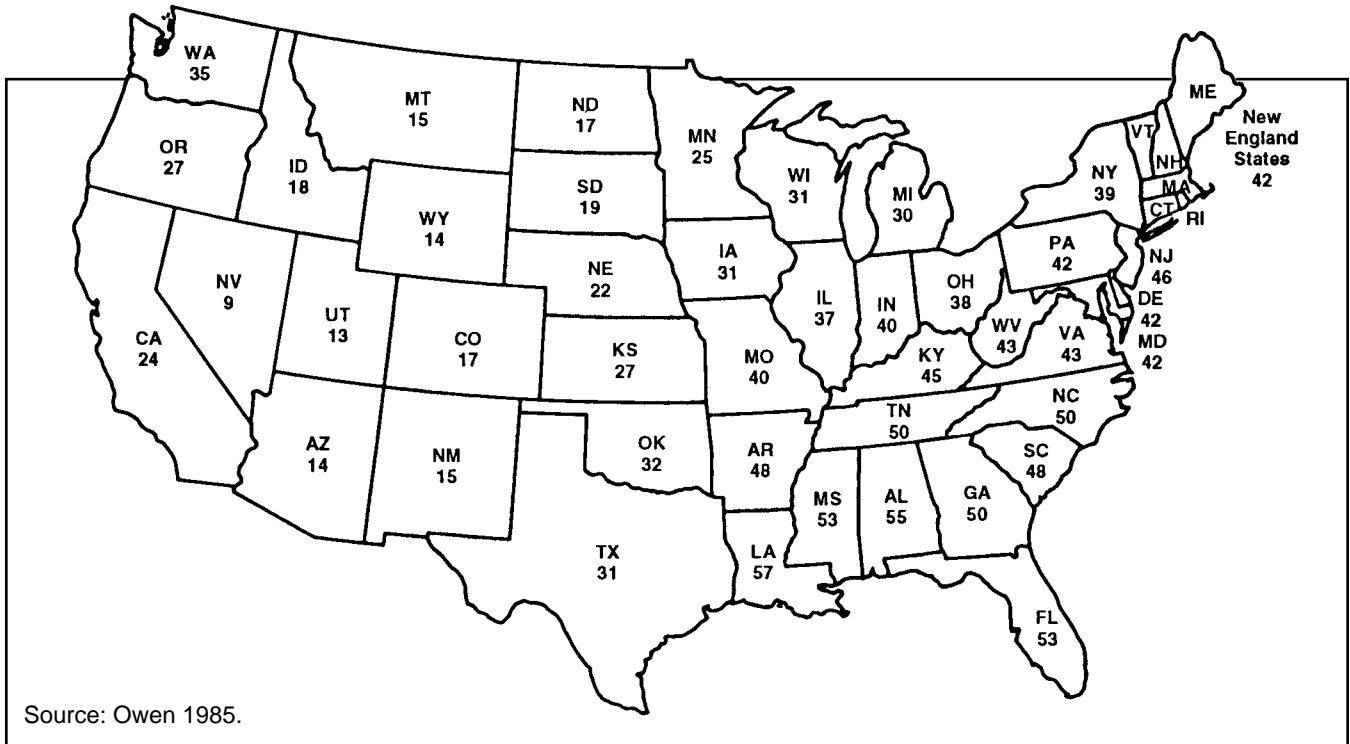 WA
35
OR
27
CA
24
ID
18
NV
9
MT
15
WY
14
UT
13
CO
17
AZ
14
NM
15
ND
17
SD
19
NE
22
KS
27
OK
32
TX
31
MN
25
IA
31
MO
40
AR
48
LA
57
WI
31
IL
37
MI
30
IN
40
OH
38
KY
45
TN
50
MS
53
AL
55
GA
50
FL
53
SC
48
NC
50
WV
43
VA
43
PA
42
NY
39
VT
NH
ME
MA
CT
RI
New
England
States
42
NJ
46
DE
42
MD
42
Source: Owen 1985.